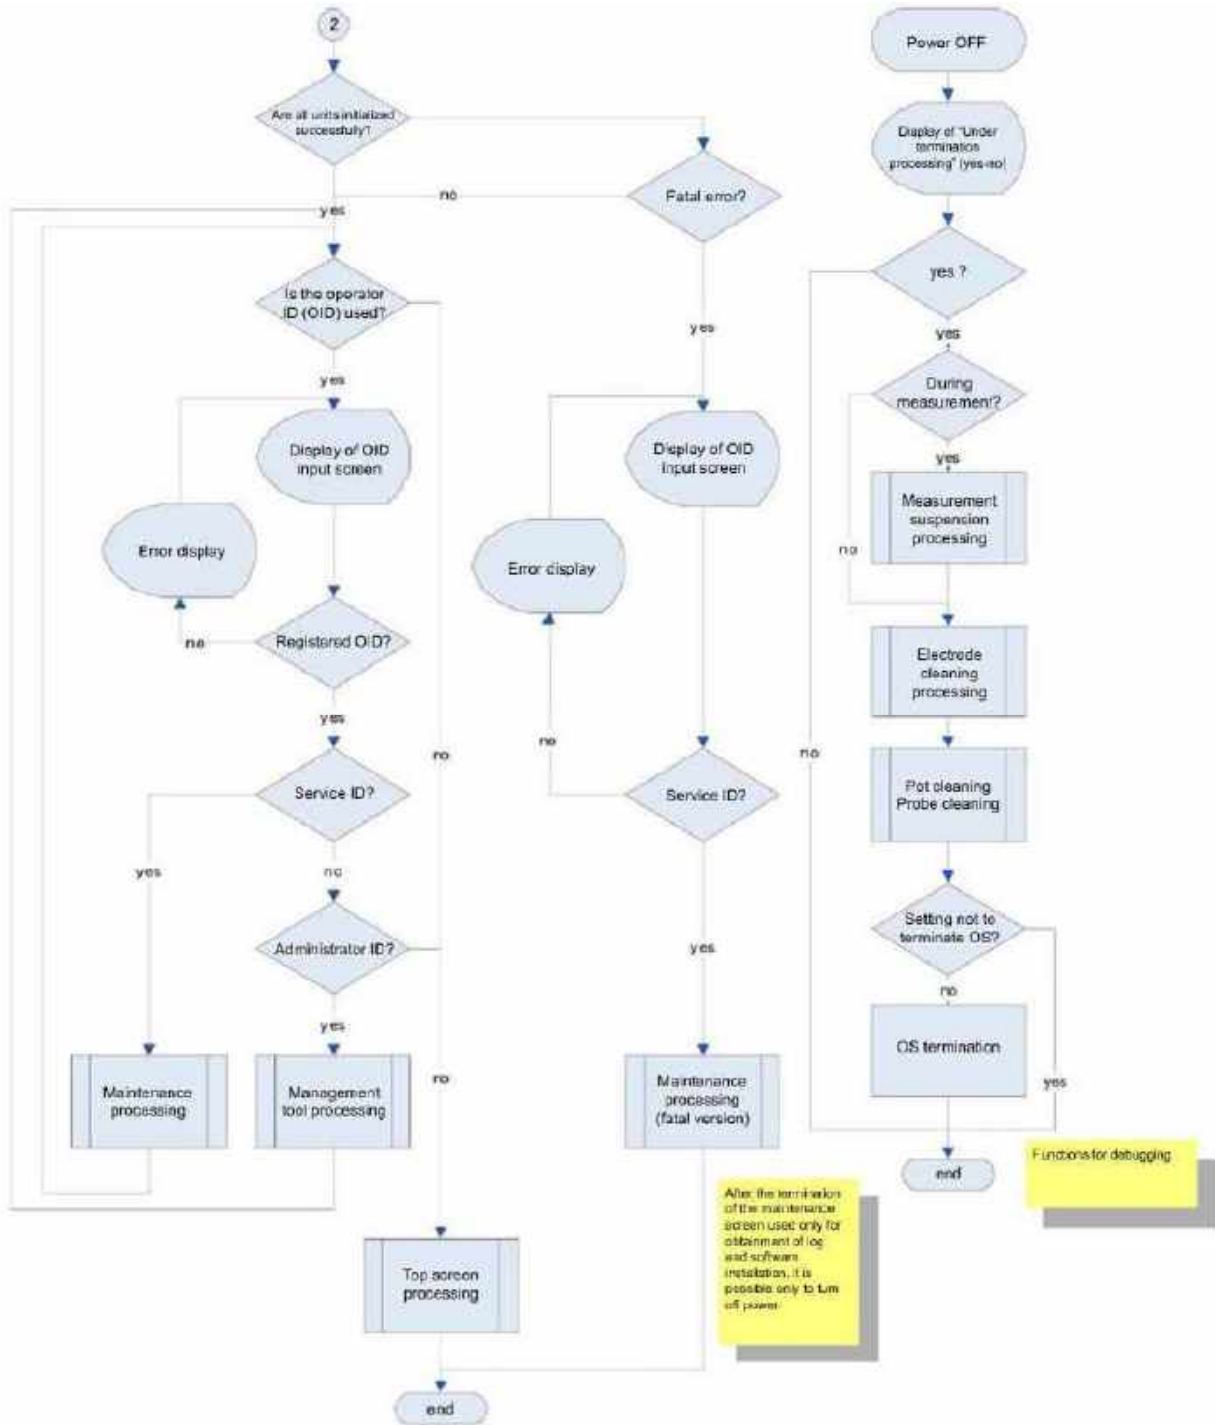 2
Are all units initialized
successfully?
no
Fatal error?
yes
Is the operator
ID (OID) used?
yes
yes
Display of OID
input screen
Display of OID
input screen
Error display
Error display
no
Registered OID?
yes
no
no
Service ID?
Service ID?
yes
no
Administrator ID?
yes
yes
no
Maintenance
processing
Management
tool processing
Maintenance
processing
(fatal version)
Top screen
processing
end
After the termination
of the maintenance
screen used only for
obtainment of log
and software
installation, it is
possible only to turn
off power.
Power OFF
Display of "Under
termination
processing" (yes-no)
yes ?
yes
During
measurement?
yes
Measurement
suspension
processing
no
Electrode
cleaning
processing
no
Pot cleaning
Probe cleaning
Setting not to
terminate OS?
no
OS termination
yes
end
Functions for debugging